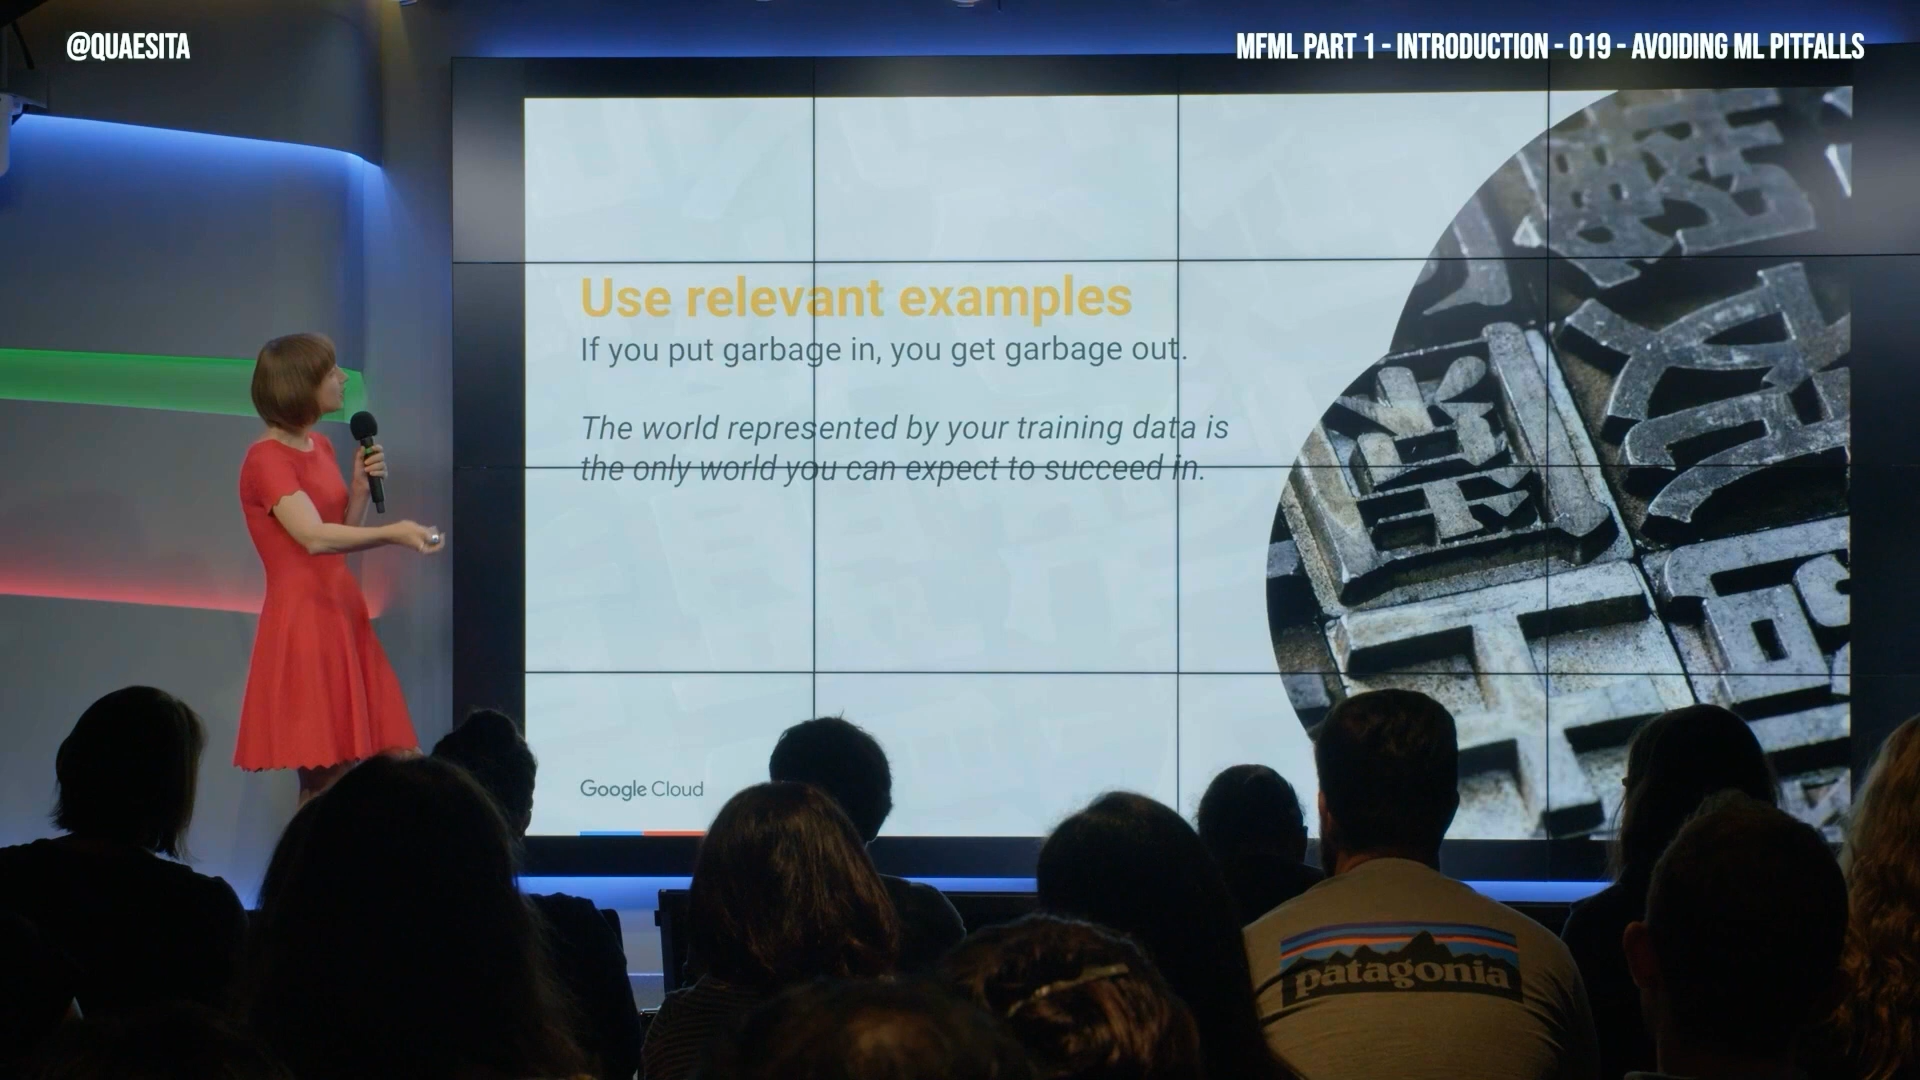 @QUAESITA
MFML PART 1 - INTRODUCTION - 019 - AVOIDING ML PITFALLS
Use relevant examples
If you put garbage in, you get garbage out.
The world represented by your training data is
the only world you can expect to succeed in.
Google Cloud
patagonia